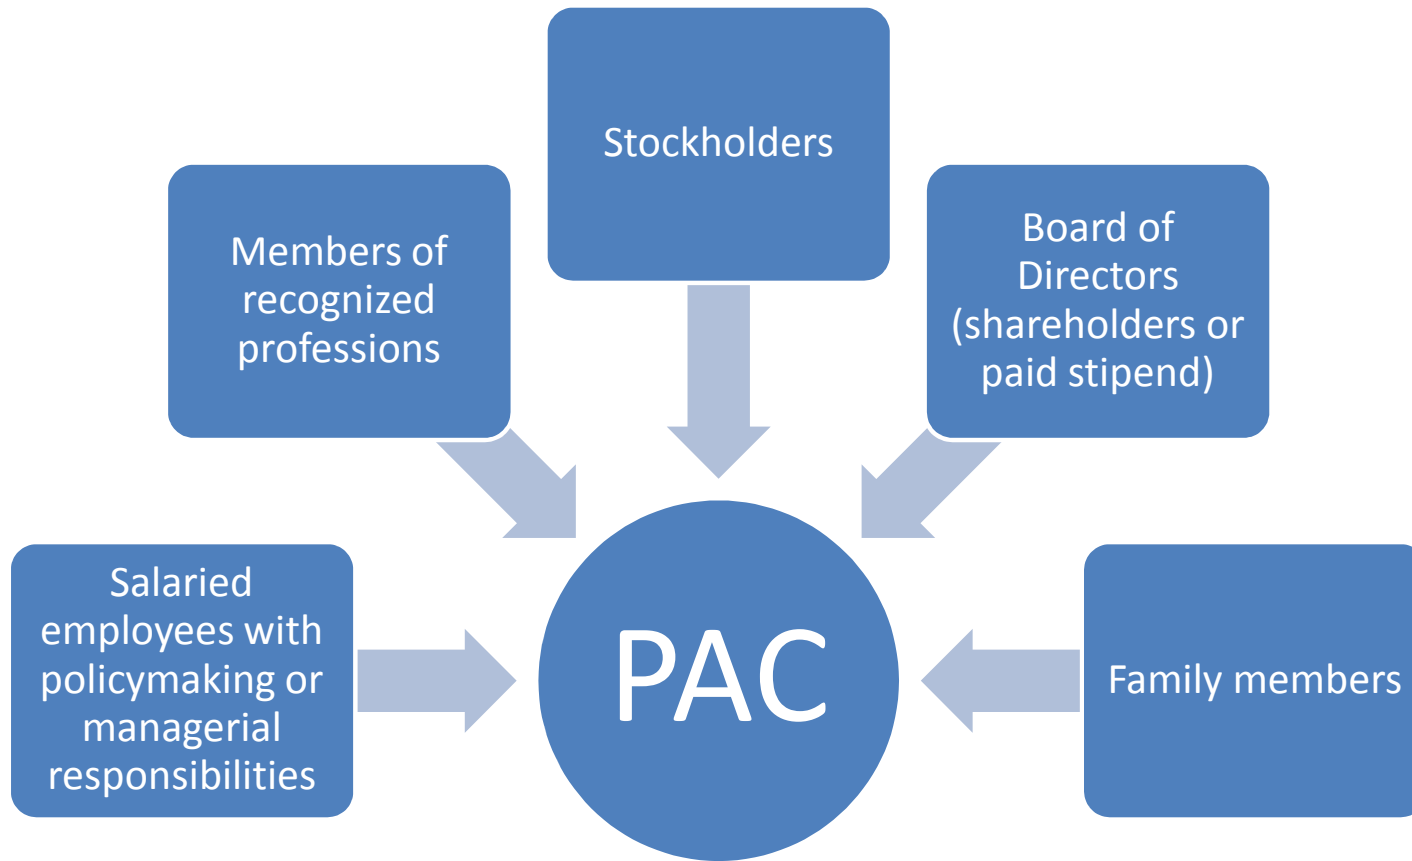 Stockholders
Members of
recognized
professions
Board of
Directors
(shareholders or
paid stipend)
Salaried
employees with
policymaking or
managerial
responsibilities
PAC
Family members